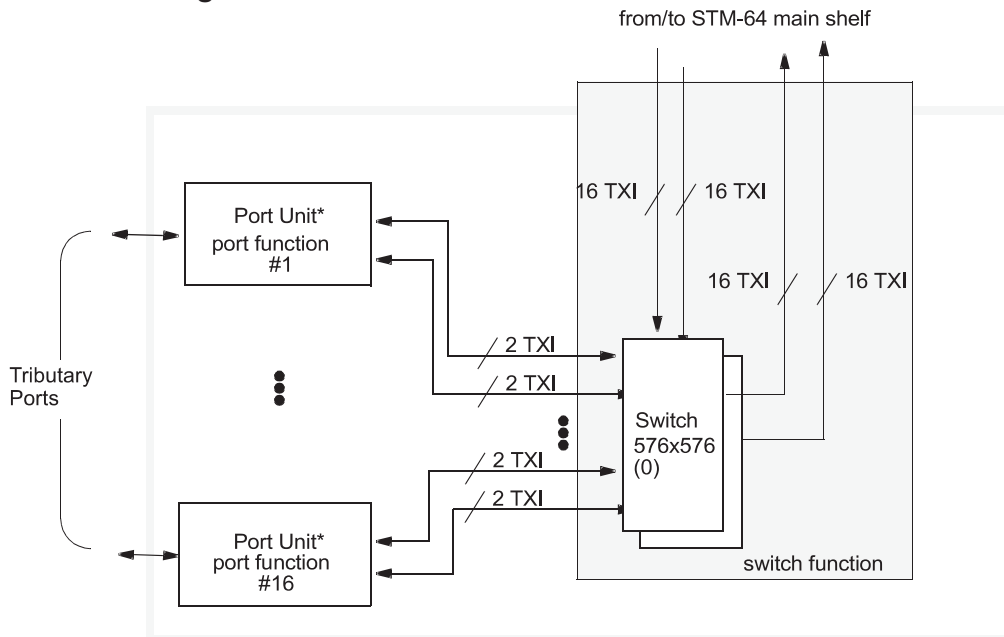 from/to STM-64 main shelf
16 TXI
16 TXI
Port Unit*
port function
#1
16 TXI
16 TXI
2 TXI
Tributary
Ports
2 TXI
Switch
576x576
(0)
2 TXI
2 TXI
Port Unit*
port function
#16
switch function